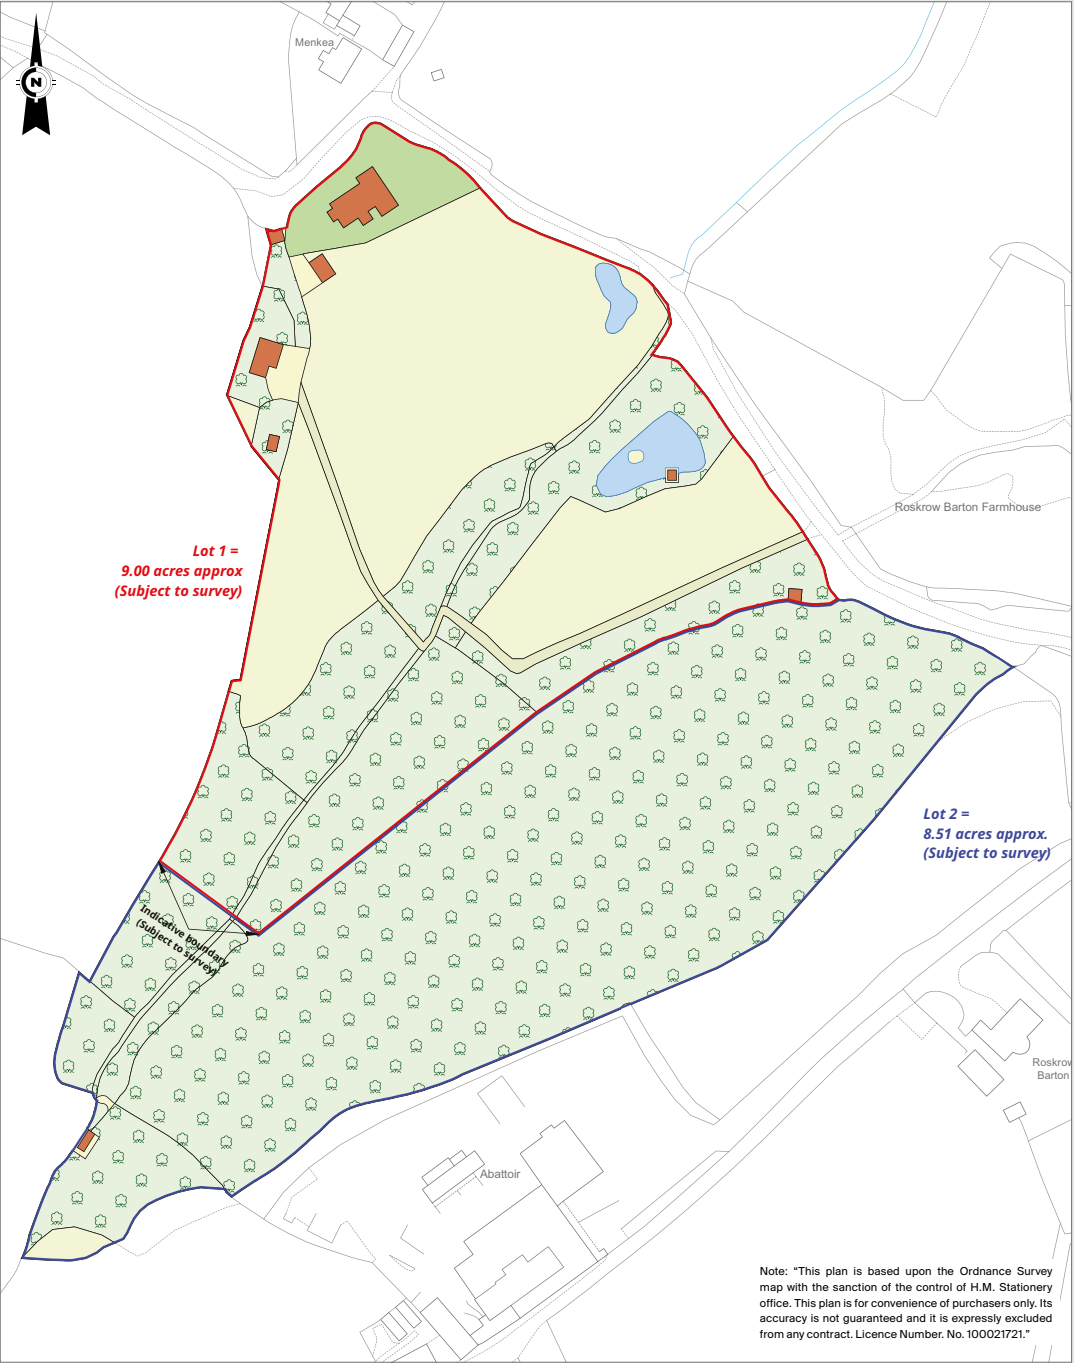 Menkea
N
Roskrow Barton Farmhouse
Lot 1 =
9.00 acres approx
(Subject to survey)
Lot 2 =
8.51 acres approx.
(Subject to survey)
Indicative boundary
(Subject to survey)
Roskrow
Barton
Abattoir
Note: “This plan is based upon the Ordnance Survey
map with the sanction of the control of H.M. Stationery
office. This plan is for convenience of purchasers only. Its
accuracy is not guaranteed and it is expressly excluded
from any contract. Licence Number. No. 100021721.”